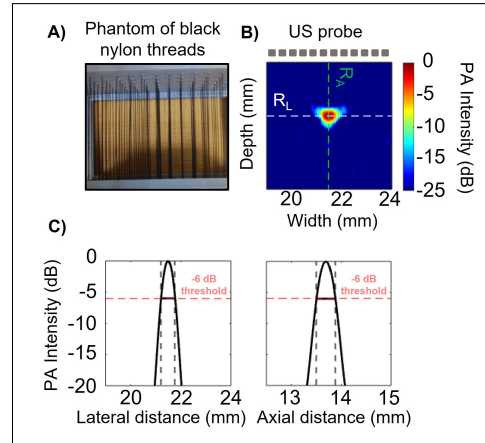 A)
Phantom of black
nylon threads
B)
US probe
R_A
R_L
Depth (mm)
19
22
24
Width (mm)
0
-5
-10
-15
-20
-25
PA Intensity
(dB)
C)
PA Intensity (dB)
0
-5
-10
-15
-20
-6 dB
threshold
20
22
24
Lateral distance (mm)
-6 dB
threshold
13
14
15
Axial distance (mm)